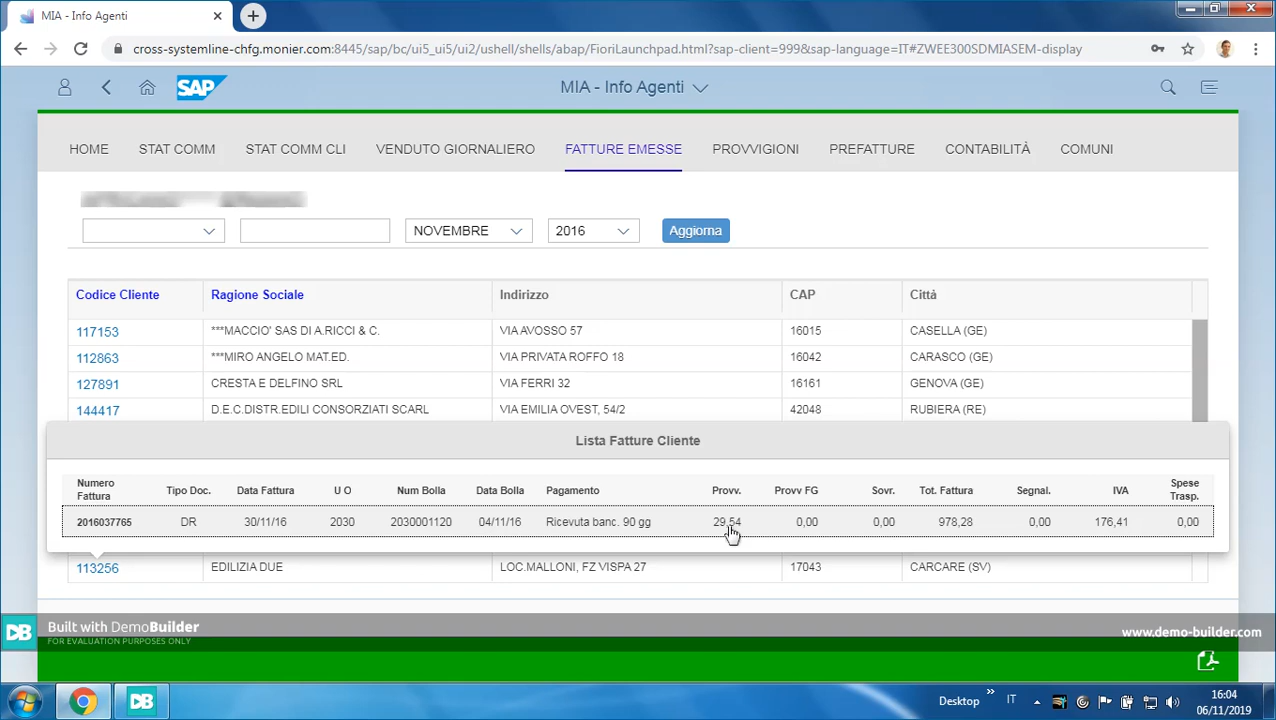 MIA - Info Agenti
cross-systemline-chfg.monier.com:8445/sap/bc/ui5_ui5/ui2/ushell/shells/abap/FioriLaunchpad.html?sap-client=999&sap-language=IT#ZWEE300SDMIASEM-display
SAP
MIA - Info Agenti
HOME STAT COMM STAT COMM CLI VENDUTO GIORNALIERO FATTURE EMESSE PROVVIGIONI PREFATTURE CONTABILITÀ COMUNI
NOVEMBRE 2016 Aggiorna
Codice Cliente Ragione Sociale Indirizzo CAP Città
117153 ***MACCIO' SAS DI A.RICCI & C. VIA AVOSSO 57 16015 CASELLA (GE)
112863 ***MIRO ANGELO MAT.ED. VIA PRIVATA ROFFO 18 16042 CARASCO (GE)
127891 CRESTA E DELFINO SRL VIA FERRI 32 16161 GENOVA (GE)
144417 D.E.C.DISTR EDILI CONSORZIATI SCARL VIA EMILIA OVEST, 54/2 42048 RUBIERA (RE)
Lista Fatture Cliente
Numero Fattura Tipo Doc. Data Fattura U O Num Bolla Data Bolla Pagamento Provv. Provv FG Sovr. Tot. Fattura Segnal. IVA Spese Trasp.
2016037765 DR 30/11/16 2030 2030001120 04/11/16 Ricevuta banc. 90 gg 29,54 0,00 0,00 978,28 0,00 176,41 0,00
113256 EDILIZIA DUE LOC.MALLONI, FZ VISPA 27 17043 CARCARE (SV)
DB Built with DemoBuilder
FOR EVALUATION PURPOSES ONLY
www.demo-builder.com
DB Desktop » IT 16:04
06/11/2019